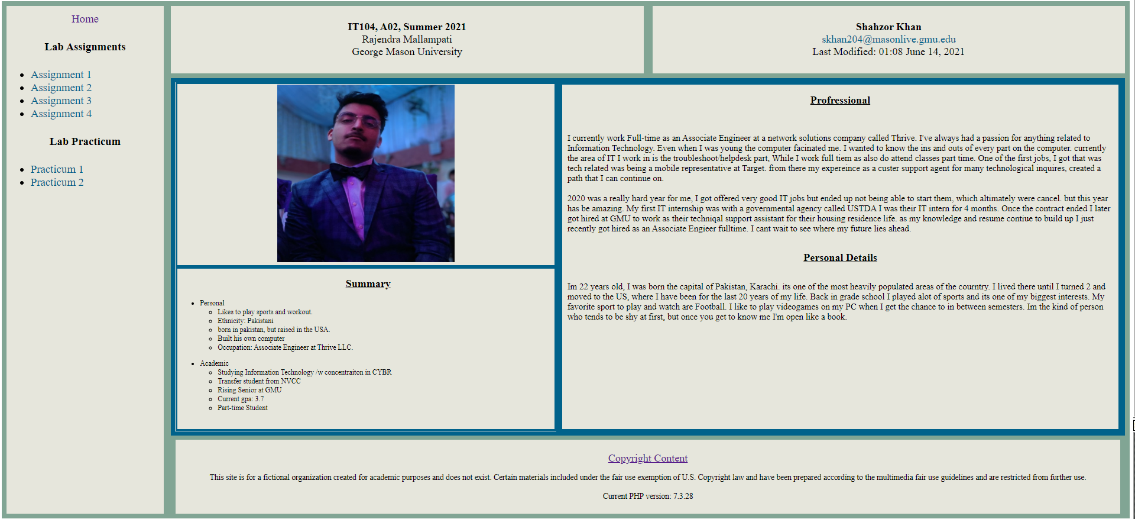 Home
Lab Assignments
Assignment 1
Assignment 2
Assignment 3
Assignment 4
Lab Practicum
Practicum 1
Practicum 2
IT104, A02, Summer 2021
Rajendra Mallampati
George Mason University
Shahzor Khan
skhan204@masonlive.gmu.edu
Last Modified: 01:08 June 14, 2021
Summary
Personal
Likes to play sports and workout
Ethnicity: Pakistani
born in pakistan, but raised in the USA.
Built his own computer
Occupation: Associate Engineer at Thrive LLC.
Academic
Studying Information Technology /w concentraiton in CYBR
Transfer student from NVCC
Rising Senior at GMU
Current gpa: 3.7
Part-time Student
Profressional
I currently work Full-time as an Associate Engineer at a network solutions company called Thrive. I've always had a passion for anything related to
Information Technology. Even when I was young the computer facinated me. I wanted to know the ins and outs of every part on the computer. currently
the area of IT I work in is the troubleshoot/helpdesk part, While I work full tiem as also do attend classes part time. One of the first jobs, I got that was
tech related was being a mobile representative at Target. from there my expereince as a custer support agent for many technological inquires, created a
path that I can continue on.
2020 was a really hard year for me, I got offered very good IT jobs but ended up not being able to start them, which altimately were cancel. but this year
has be amazing. My first IT internship was with a governmental agency called USTDA I was their IT intern for 4 months. Once the contract ended I later
got hired at GMU to work as their techniqal support assistant for their housing residence life. as my knowledge and resume contiue to build up I just
recently got hired as an Associate Engieer fulltime. I cant wait to see where my future lies ahead.
Personal Details
Im 22 years old, I was born the capital of Pakistan, Karachi. its one of the most heavily populated areas of the courntry. I lived there until I turned 2 and
moved to the US, where I have been for the last 20 years of my life. Back in grade school I played alot of sports and its one of my biggest interests. My
favorite sport to play and watch are Football. I like to play videogames on my PC when I get the chance to in between semesters. Im the kind of person
who tends to be shy at first, but once you get to know me I'm open like a book.
Copyright Content
This site is for a fictional organization created for academic purposes and does not exist. Certain materials included under the fair use exemption of U.S. Copyright law and have been prepared according to the multimedia fair use guidelines and are restricted from further use.
Current PHP version: 7.3.28